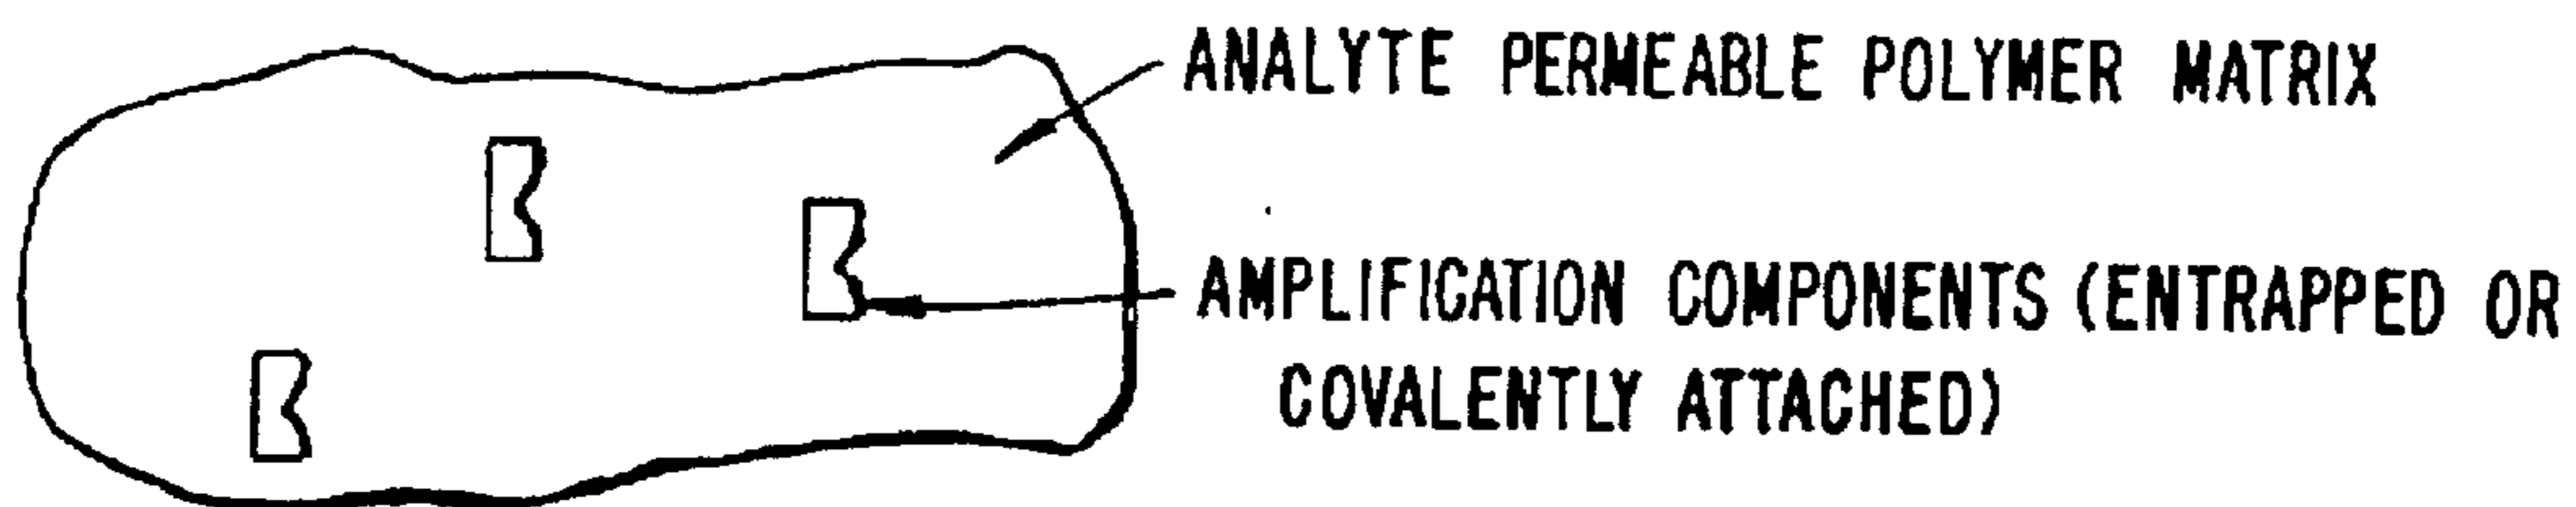 ANALYTE PERMEABLE POLYMER MATRIX
AMPLIFICATION COMPONENTS (ENTRAPPED OR
COVALENTLY ATTACHED)